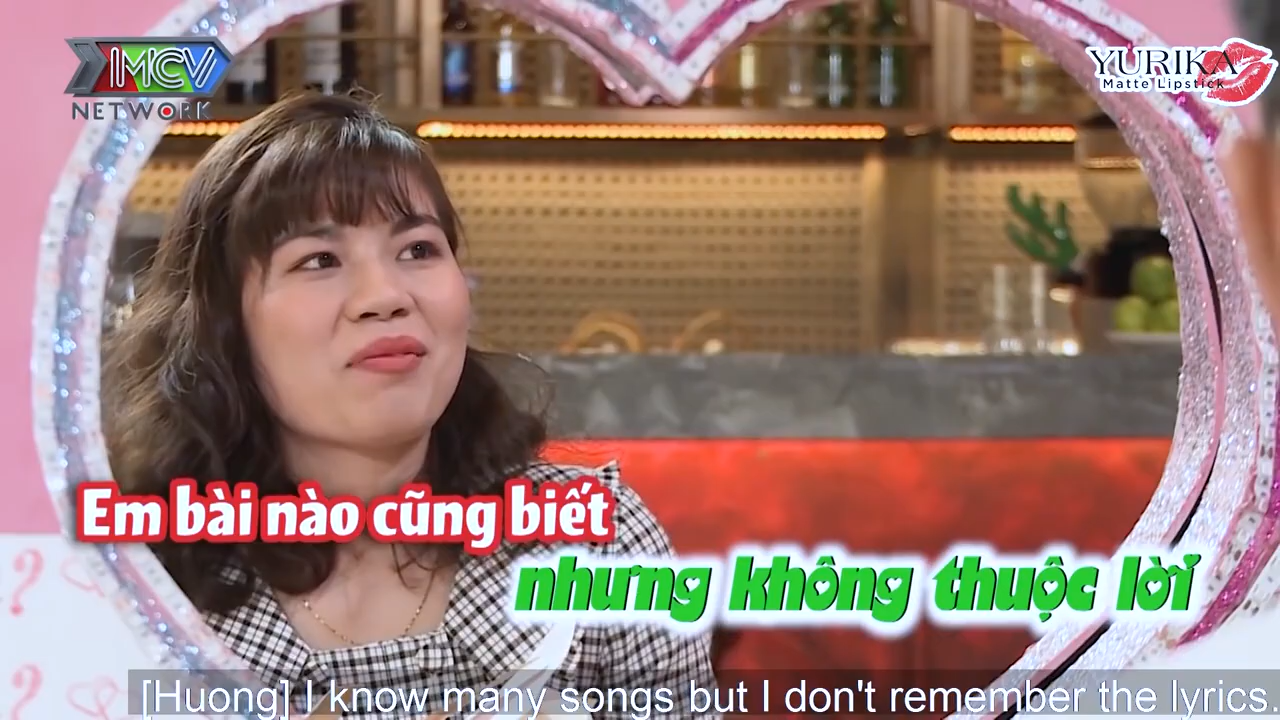 MCV
NETWORK
YURIKA
Matte Lipstick
Em bài nào cũng biết
nhưng không thuộc lời
?
?
[Huong] I know many songs but I don't remember the lyrics.